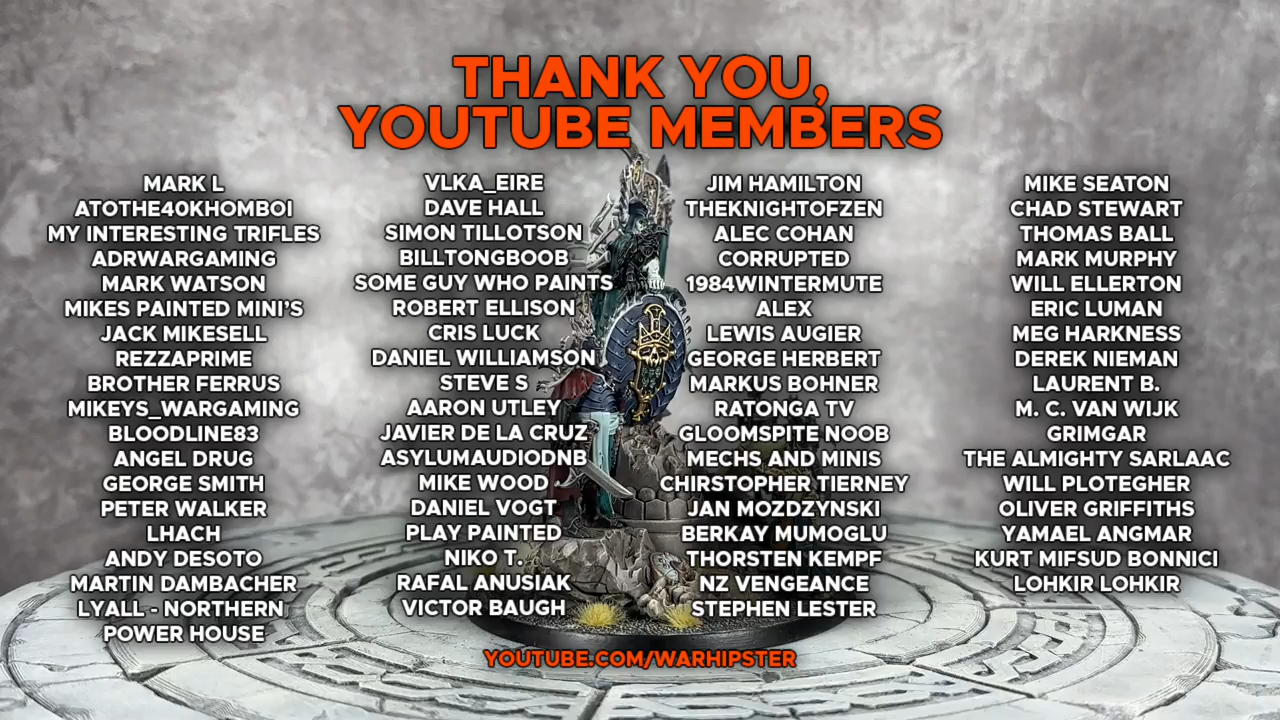 THANK YOU,
YOUTUBE MEMBERS
MARK L
ATOTHE40KHOMBOI
MY INTERESTING TRIFLES
ADRWARGAMING
MARK WATSON
MIKES PAINTED MINI'S
JACK MIKESELL
REZZAPRIME
BROTHER FERRUS
MIKEYS_WARGAMING
BLOODLINE83
ANGEL DRUG
GEORGE SMITH
PETER WALKER
LHACH
ANDY DESOTO
MARTIN DAMBACHER
LYALL - NORTHERN
POWER HOUSE
VLKA_EIRE
DAVE HALL
SIMON TILLOTSON
BILLTONGBOOB
SOME GUY WHO PAINTS
ROBERT ELLISON
CRIS LUCK
DANIEL WILLIAMSON
STEVE S
AARON UTLEY
JAVIER DE LA CRUZ
ASYLUMAUDIODNB
MIKE WOOD
DANIEL VOGT
PLAY PAINTED
NIKO T.
RAFAL ANUSIAK
VICTOR BAUGH
JIM HAMILTON
THEKNIGHTOFZEN
ALEC COHAN
CORRUPTED
1984WINTERMUTE
ALEX
LEWIS AUGIER
GEORGE HERBERT
MARKUS BOHNER
RATONGA TV
GLOOMSPITE NOOB
MECHS AND MINIS
CHIRSTOPHER TIERNEY
JAN MOZDZYNSKI
BERKAY MUMOGLU
THORSTEN KEMPF
NZ VENGEANCE
STEPHEN LESTER
MIKE SEATON
CHAD STEWART
THOMAS BALL
MARK MURPHY
WILL ELLERTON
ERIC LUMAN
MEG HARKNESS
DEREK NIEMAN
LAURENT B.
M. C. VAN WIJK
GRIMGAR
THE ALMIGHTY SARLAAC
WILL PLOTEGHER
OLIVER GRIFFITHS
YAMAEL ANGMAR
KURT MIFSUD BONNICI
LOHKIR LOHKIR
YOUTUBE.COM/WARHIPSTER